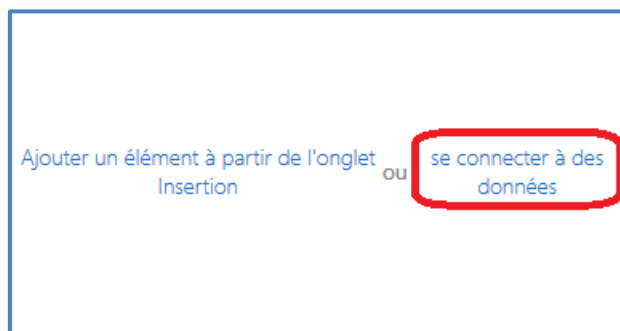 Ajouter un élément à partir de l'onglet
Insertion
ou
se connecter à des
données